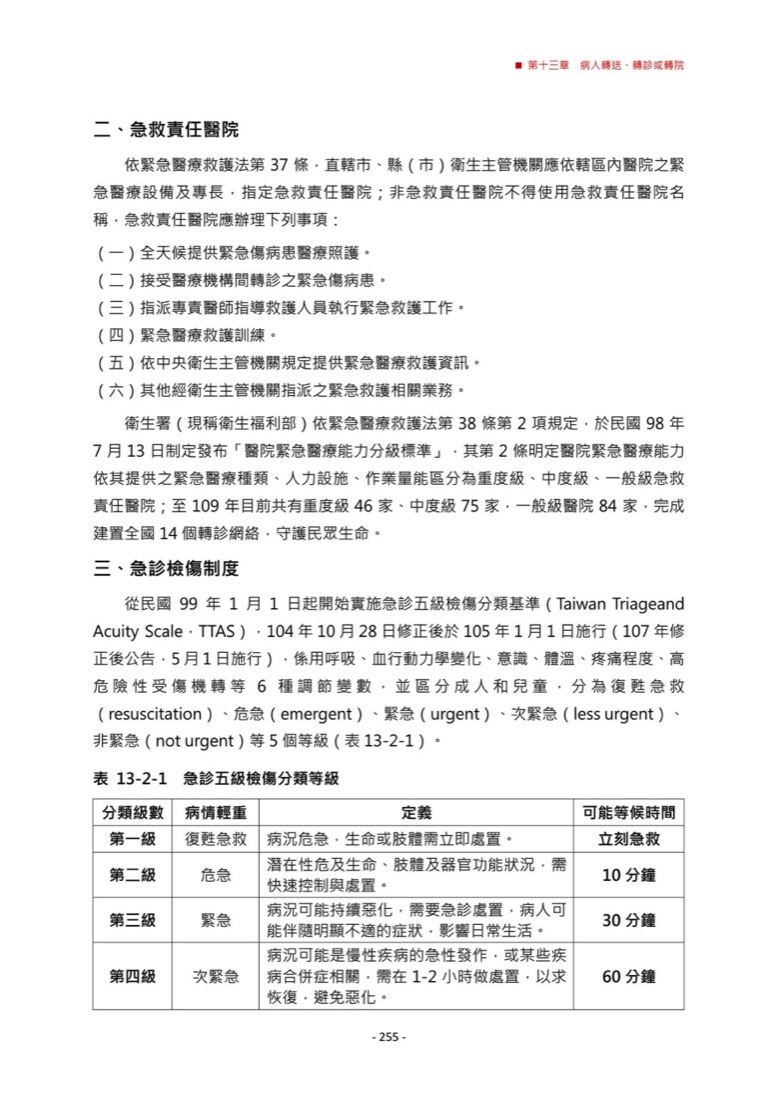 ■ 第十三章 病人轉送、轉診或轉院
二、急救責任醫院
依緊急醫療救護法第 37 條，直轄市、縣（市）衛生主管機關應依轄區內醫院之緊
急醫療設備及專長，指定急救責任醫院；非急救責任醫院不得使用急救責任醫院名
稱，急救責任醫院應辦理下列事項：
（一）全天候提供緊急傷病患醫療照護。
（二）接受醫療機構間轉診之緊急傷病患。
（三）指派專責醫師指導救護人員執行緊急救護工作。
（四）緊急醫療救護訓練。
（五）依中央衛生主管機關規定提供緊急醫療救護資訊。
（六）其他經衛生主管機關指派之緊急救護相關業務。
衛生署（現稱衛生福利部）依緊急醫療救護法第 38 條第 2 項規定，於民國 98 年
7 月 13 日制定發布「醫院緊急醫療能力分級標準」，其第 2 條明定醫院緊急醫療能力
依其提供之緊急醫療種類、人力設施、作業量能區分為重度級、中度級、一般級急救
責任醫院；至 109 年目前共有重度級 46 家、中度級 75 家，一般級醫院 84 家，完成
建置全國 14 個轉診網絡，守護民眾生命。
三、急診檢傷制度
從民國 99 年 1 月 1 日起開始實施急診五級檢傷分類基準（Taiwan Triageand
Acuity Scale，TTAS），104 年 10 月 28 日修正後於 105 年 1 月 1 日施行（107 年修
正後公告，5 月 1 日施行），係用呼吸、血行動力學變化、意識、體溫、疼痛程度、高
危險性受傷機轉等 6 種調節變數，並區分成人和兒童，分為復甦急救
（resuscitation）、危急（emergent）、緊急（urgent）、次緊急（less urgent）、
非緊急（not urgent）等 5 個等級（表 13-2-1）。
表 13-2-1 急診五級檢傷分類等級
分類級數 病情輕重 定義 可能等候時間
第一級 復甦急救 病況危急，生命或肢體需立即處置。 立刻急救
第二級 危急 潛在性危及生命、肢體及器官功能狀況，需
快速控制與處置。 10 分鐘
第三級 緊急 病況可能持續惡化，需要急診處置，病人可
能伴隨明顯不適的症狀，影響日常生活。 30 分鐘
第四級 次緊急 病況可能是慢性疾病的急性發作，或某些疾
病合併症相關，需在 1-2 小時做處置，以求
恢復，避免惡化。 60 分鐘
- 255 -